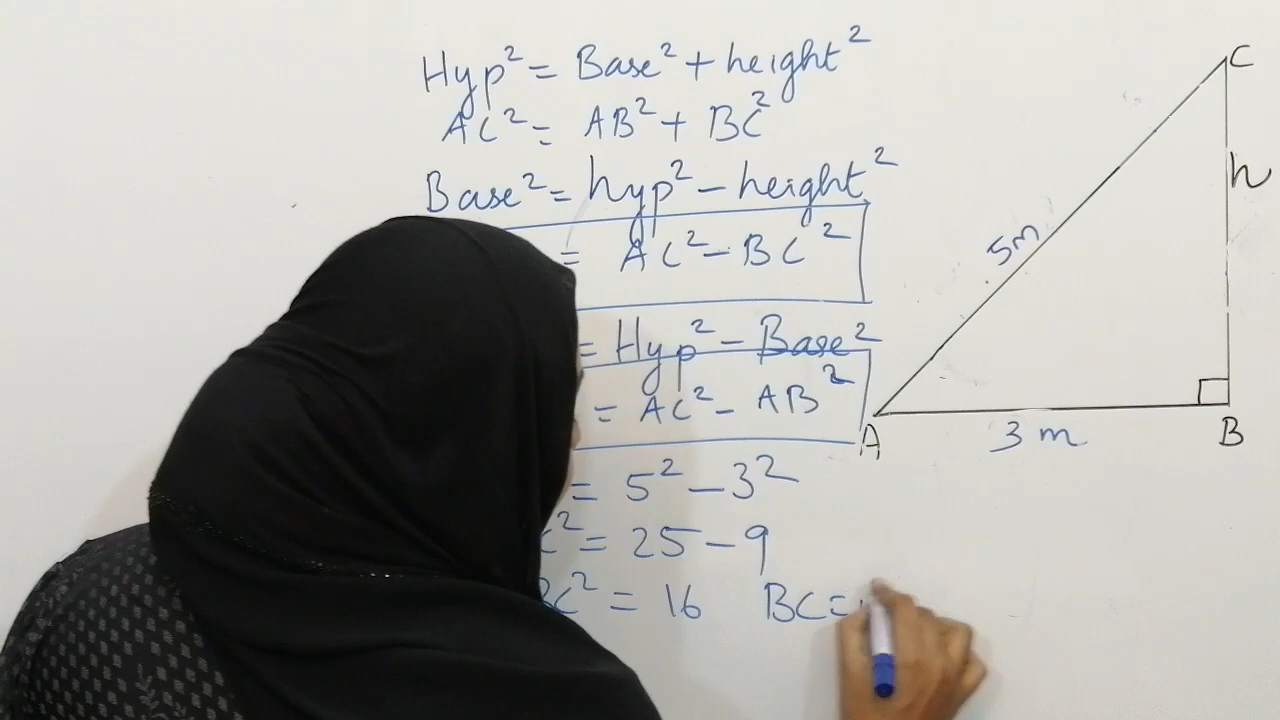 Hyp² = Base² + height²
AC² = AB² + BC²
Base² = hyp² - height²
= AC² - BC²
= Hyp² - Base²
= AC² - AB²
= 5² - 3²
C² = 25 - 9
BC² = 16 BC =
C
h
5m
A
3 m
B